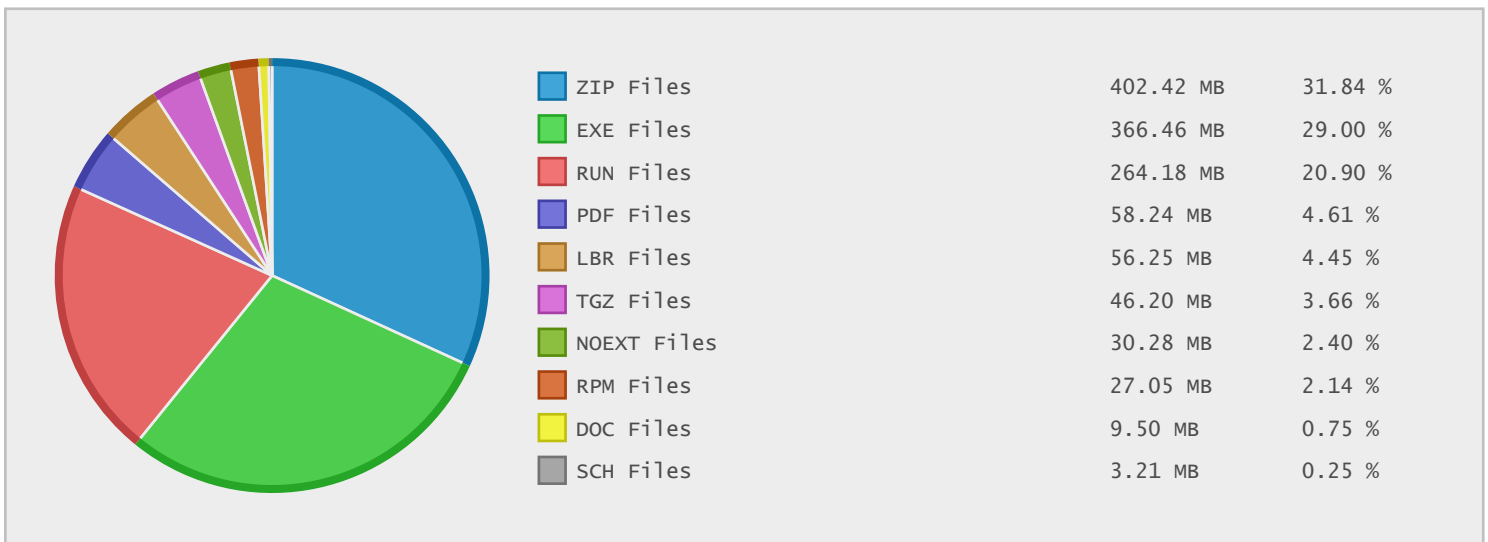 ZIP Files 402.42 MB 31.84 %
EXE Files 366.46 MB 29.00 %
RUN Files 264.18 MB 20.90 %
PDF Files 58.24 MB 4.61 %
LBR Files 56.25 MB 4.45 %
TGZ Files 46.20 MB 3.66 %
NOEXT Files 30.28 MB 2.40 %
RPM Files 27.05 MB 2.14 %
DOC Files 9.50 MB 0.75 %
SCH Files 3.21 MB 0.25 %